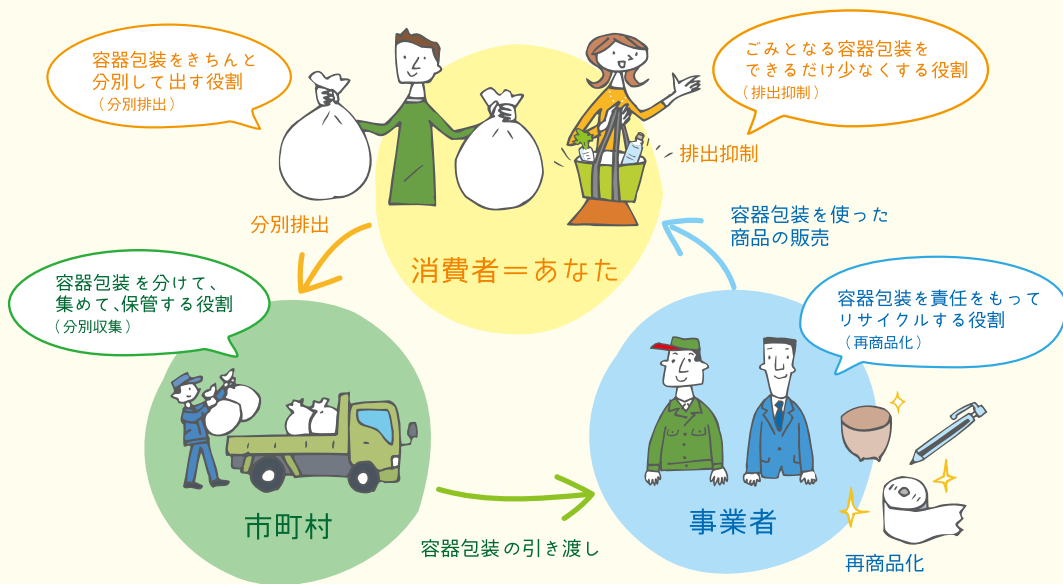 容器包装をきちんと
分別して出す役割
(分別排出)
ごみとなる容器包装を
できるだけ少なくする役割
(排出抑制)
排出抑制
分別排出
容器包装を使った
商品の販売
消費者=あなた
容器包装を分けて、
集めて、保管する役割
(分別収集)
容器包装を責任をもって
リサイクルする役割
(再商品化)
市町村
事業者
容器包装の引き渡し
再商品化